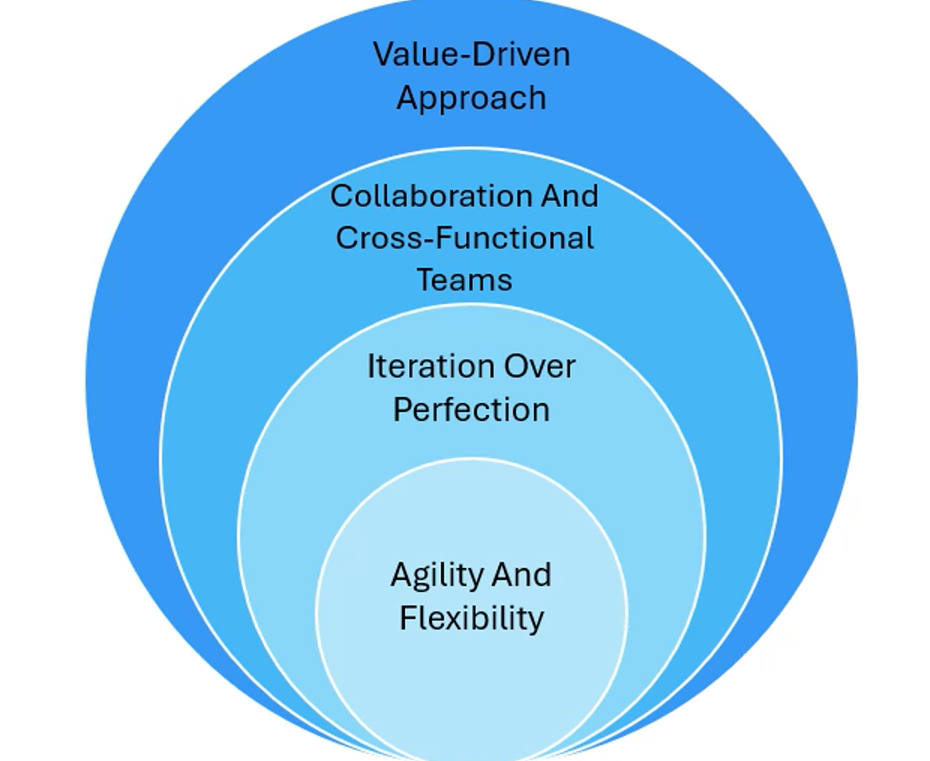 Value-Driven
Approach
Collaboration And
Cross-Functional
Teams
Iteration Over
Perfection
Agility And
Flexibility